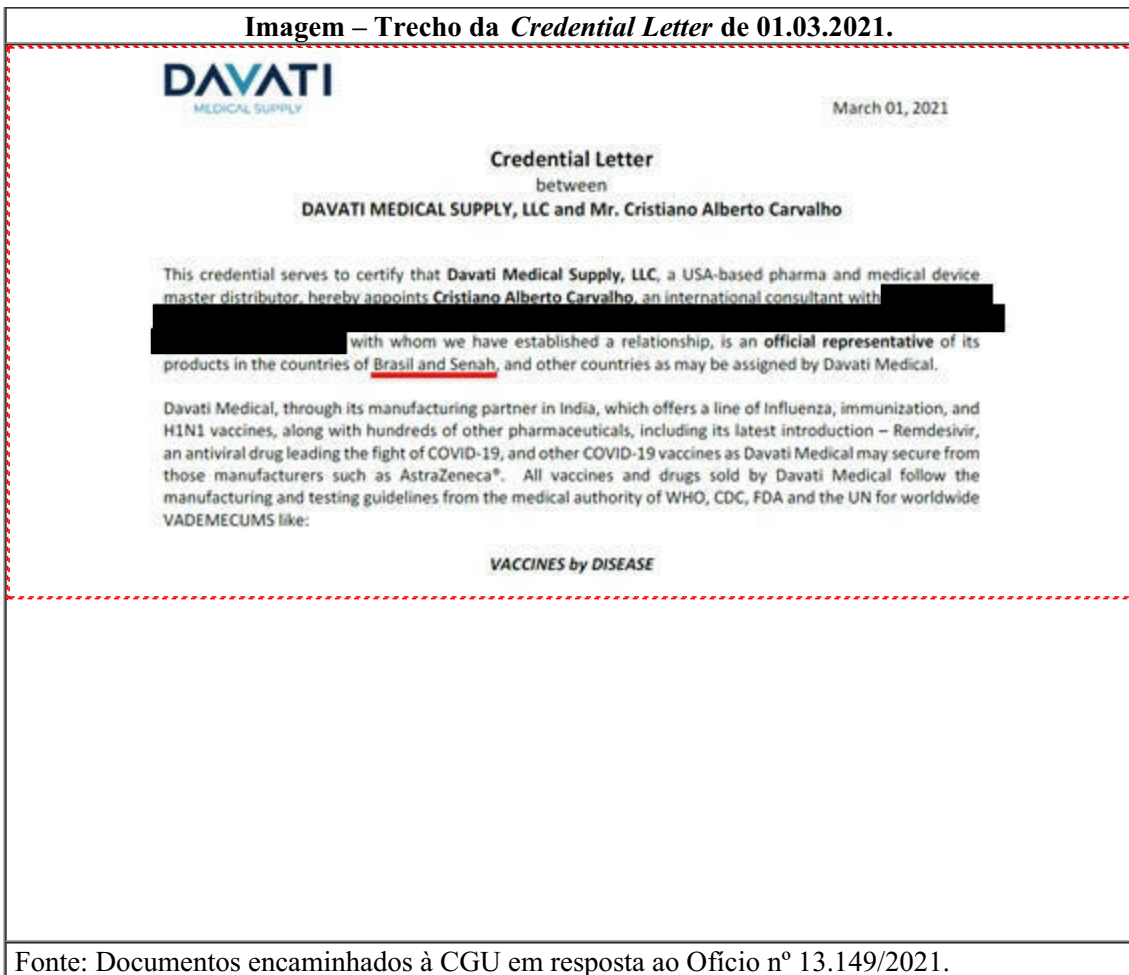 Imagem – Trecho da Credential Letter de 01.03.2021.
DAVATI
MEDICAL SUPPLY
March 01, 2021
Credential Letter
between
DAVATI MEDICAL SUPPLY, LLC and Mr. Cristiano Alberto Carvalho
This credential serves to certify that Davati Medical Supply, LLC, a USA-based pharma and medical device
master distributor, hereby appoints Cristiano Alberto Carvalho, an international consultant with
with whom we have established a relationship, is an official representative of its
products in the countries of Brasil and Senah, and other countries as may be assigned by Davati Medical.
Davati Medical, through its manufacturing partner in India, which offers a line of Influenza, immunization, and
H1N1 vaccines, along with hundreds of other pharmaceuticals, including its latest introduction – Remdesivir,
an antiviral drug leading the fight of COVID-19, and other COVID-19 vaccines as Davati Medical may secure from
those manufacturers such as AstraZeneca®. All vaccines and drugs sold by Davati Medical follow the
manufacturing and testing guidelines from the medical authority of WHO, CDC, FDA and the UN for worldwide
VADEMECUMS like:
VACCINES by DISEASE
Fonte: Documentos encaminhados à CGU em resposta ao Ofício nº 13.149/2021.